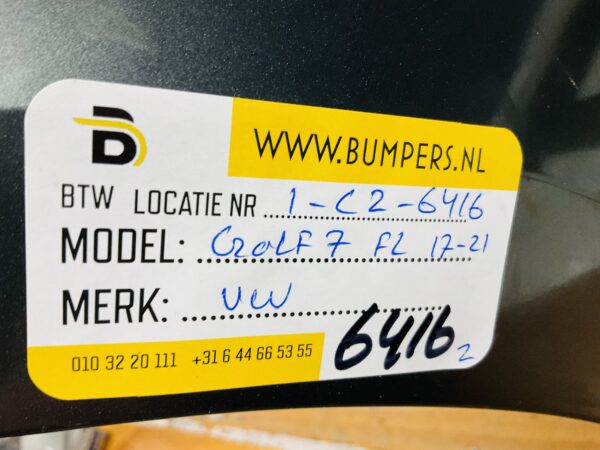 B
WWW.BUMPERS.NL
BTW LOCATIE NR 1-C2-6416
MODEL: Golf 7 FL 17-21
MERK: VW
010 32 20 111 +31 6 44 66 53 55
6416 2